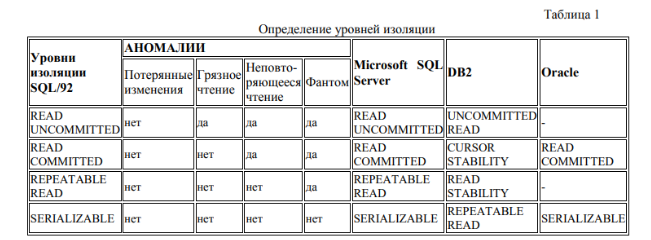 Таблица 1
Определение уровней изоляции
Уровни изоляции SQL/92 | АНОМАЛИИ | Microsoft SQL Server | DB2 | Oracle
Потерянные изменения | Грязное чтение | Неповто-ряющееся чтение | Фантом
READ UNCOMMITTED | нет | да | да | да | READ UNCOMMITTED | UNCOMMITTED READ | -
READ COMMITTED | нет | нет | да | да | READ COMMITTED | CURSOR STABILITY | READ COMMITTED
REPEATABLE READ | нет | нет | нет | да | REPEATABLE READ | READ STABILITY | -
SERIALIZABLE | нет | нет | нет | нет | SERIALIZABLE | REPEATABLE READ | SERIALIZABLE